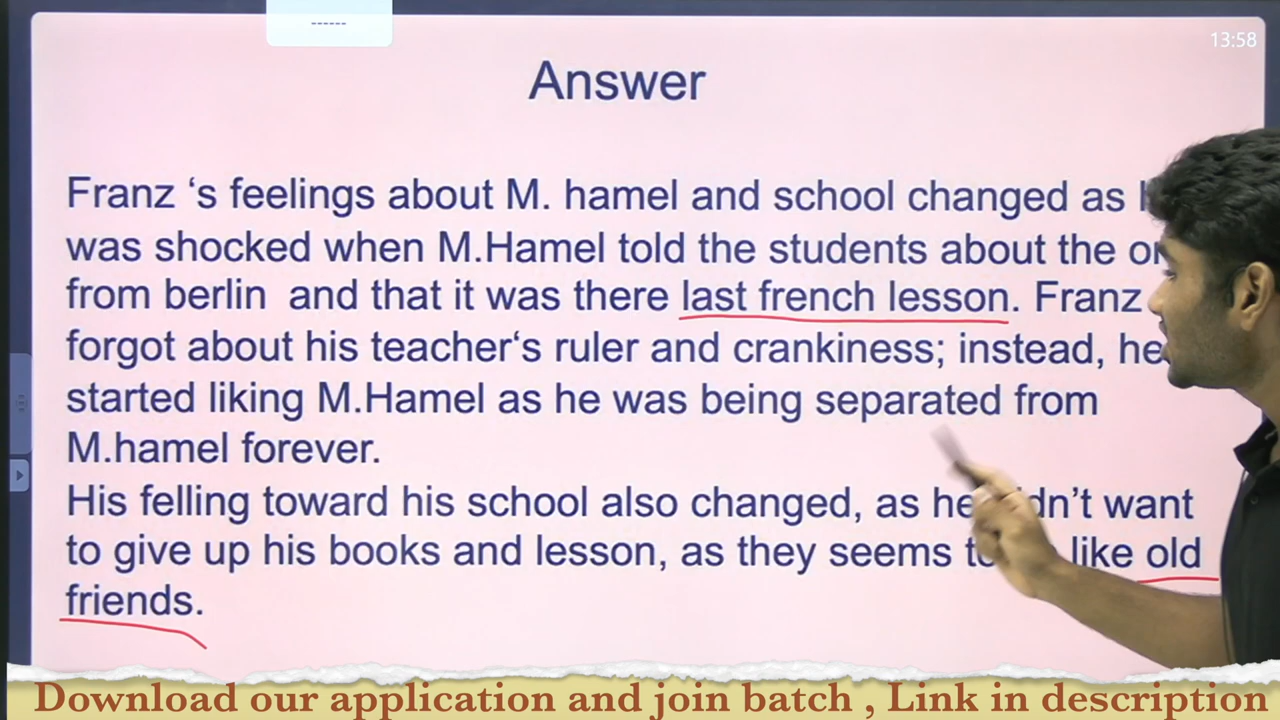 ------
13:58
Answer
Franz ‘s feelings about M. hamel and school changed as
was shocked when M.Hamel told the students about the
from berlin and that it was there last french lesson. Franz
forgot about his teacher‘s ruler and crankiness; instead, he
started liking M.Hamel as he was being separated from
M.hamel forever.
His felling toward his school also changed, as he didn’t want
to give up his books and lesson, as they seems like old
friends.
Download our application and join batch , Link in description